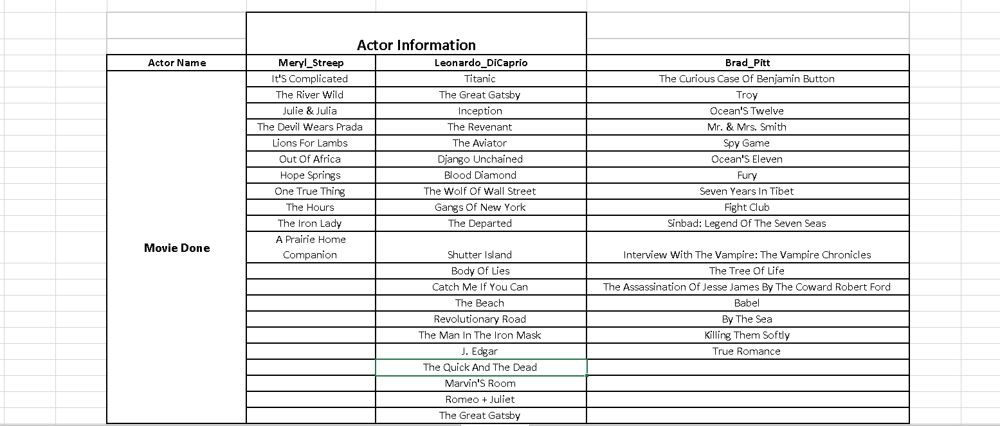 Actor Information
Actor Name Meryl_Streep Leonardo_DiCaprio Brad_Pitt
It'S Complicated Titanic The Curious Case Of Benjamin Button
The River Wild The Great Gatsby Troy
Julie & Julia Inception Ocean'S Twelve
The Devil Wears Prada The Revenant Mr. & Mrs. Smith
Lions For Lambs The Aviator Spy Game
Out Of Africa Django Unchained Ocean'S Eleven
Hope Springs Blood Diamond Fury
One True Thing The Wolf Of Wall Street Seven Years In Tibet
The Hours Gangs Of New York Fight Club
The Iron Lady The Departed Sinbad: Legend Of The Seven Seas
Movie Done
A Prairie Home
Companion Shutter Island Interview With The Vampire: The Vampire Chronicles
Body Of Lies The Tree Of Life
Catch Me If You Can The Assassination Of Jesse James By The Coward Robert Ford
The Beach Babel
Revolutionary Road By The Sea
The Man In The Iron Mask Killing Them Softly
J. Edgar True Romance
The Quick And The Dead
Marvin'S Room
Romeo + Juliet
The Great Gatsby